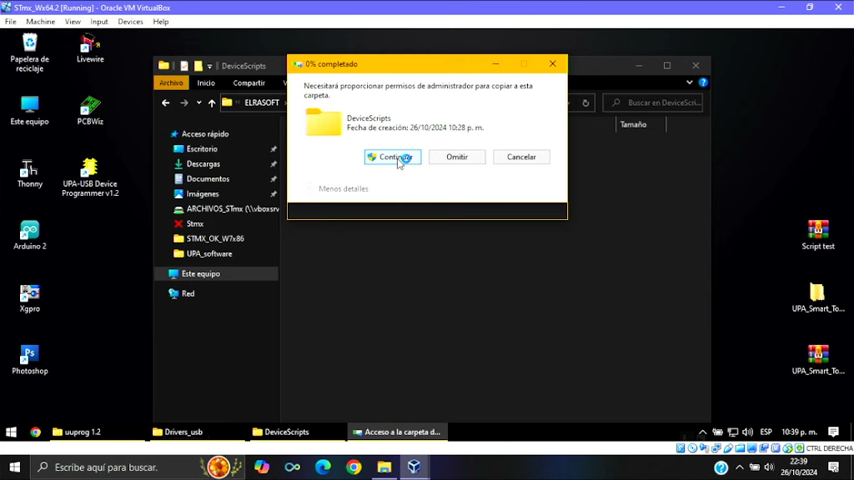 STmx_Wx64.2 [Running] - Oracle VM VirtualBox
File Machine View Input Devices Help
Papelera de reciclaje
Livewire
Este equipo
PCBWiz
Thonny
UPA-USB Device Programmer v1.2
Arduino 2
Xgpro
Photoshop
DeviceScripts
Archivo Inicio Compartir
ELRASOFT
Buscar en DeviceScri...
Tamaño
Acceso rápido
Escritorio
Descargas
Documentos
Imágenes
ARCHIVOS_STmx (\\vboxsrv
Stmx
STMX_OK_W7x86
UPA_software
Este equipo
Red
0% completado
Necesitará proporcionar permisos de administrador para copiar a esta
carpeta.
DeviceScripts
Fecha de creación: 26/10/2024 10:28 p. m.
Continuar Omitir Cancelar
Menos detalles
Script test
UPA_Smart_To...
UPA_Smart_To...
uuprog 1.2 Drivers_usb DeviceScripts Acceso a la carpeta d... ESP 10:39 p. m.
CTRL DERECHA
Escribe aquí para buscar. 22:39
26/10/2024